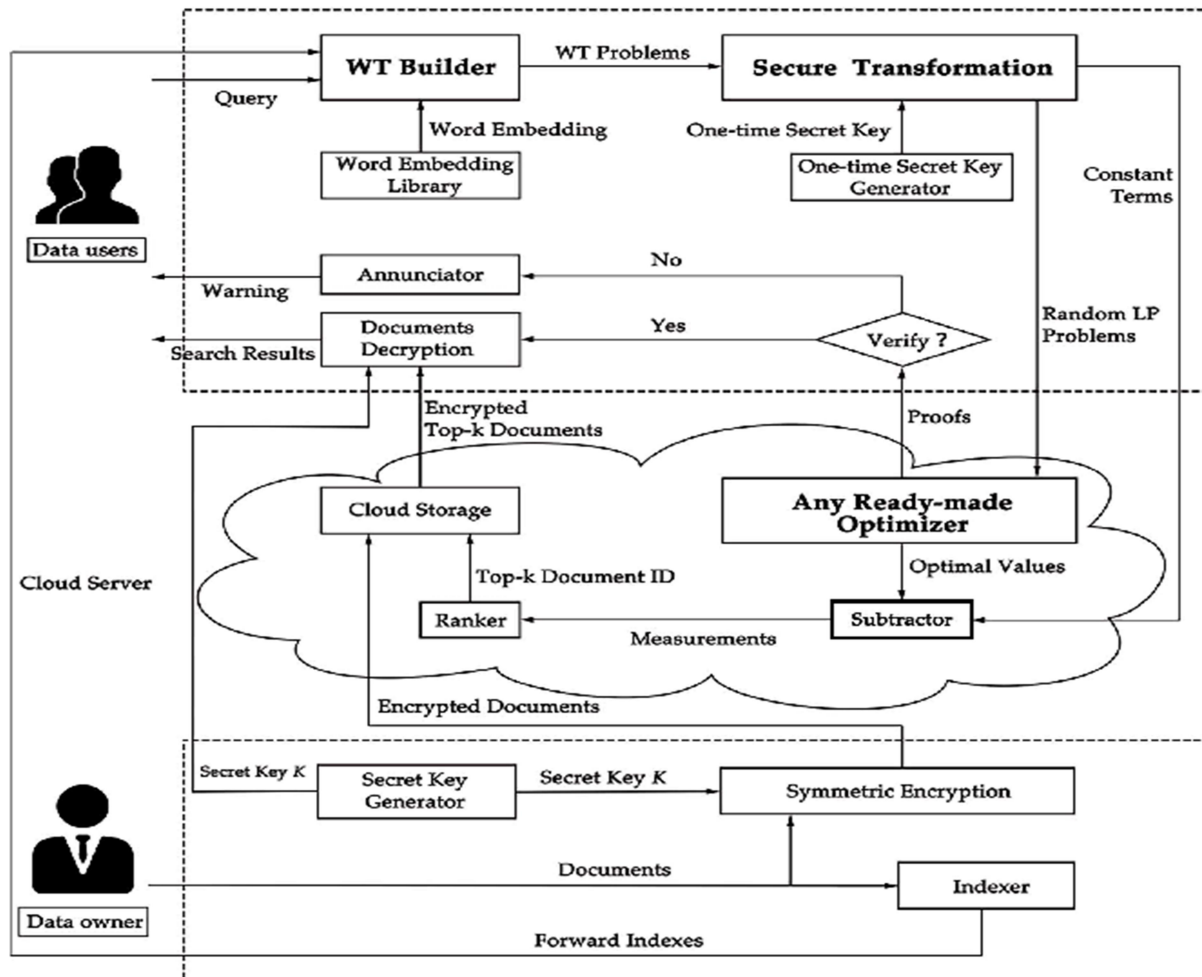 WT Builder
WT Problems
Secure Transformation
Query
Word Embedding
One-time Secret Key
Word Embedding
Library
One-time Secret Key
Generator
Constant
Terms
Data users
Annunciator
No
Warning
Documents
Decryption
Yes
Verify ?
Random LP
Problems
Search Results
Encrypted
Top-k Documents
Proofs
Cloud Storage
Any Ready-made
Optimizer
Cloud Server
Top-k Document ID
Optimal Values
Ranker
Measurements
Subtractor
Encrypted Documents
Secret Key K
Secret Key
Generator
Secret Key K
Symmetric Encryption
Documents
Indexer
Data owner
Forward Indexes